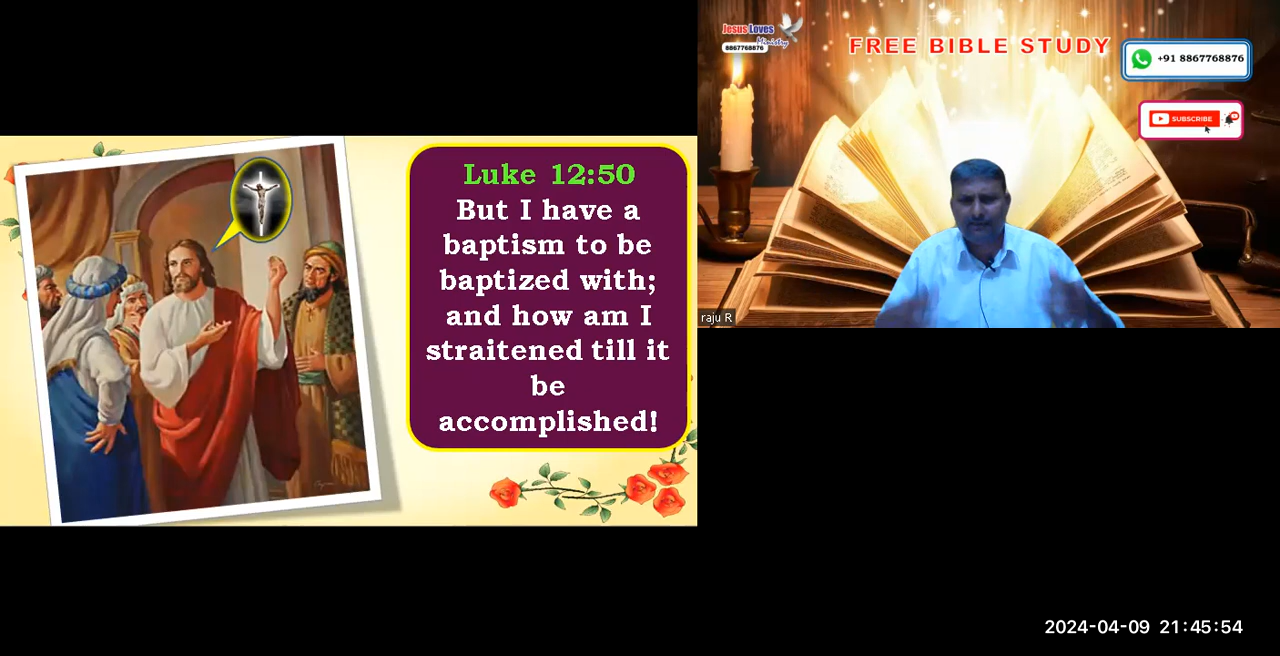 Luke 12:50
But I have a
baptism to be
baptized with;
and how am I
straitened till it
be
accomplished!
Jesus Loves
Ministry
8867768876
FREE BIBLE STUDY
+91 8867768876
SUBSCRIBE
raju R
2024-04-09 21:45:54